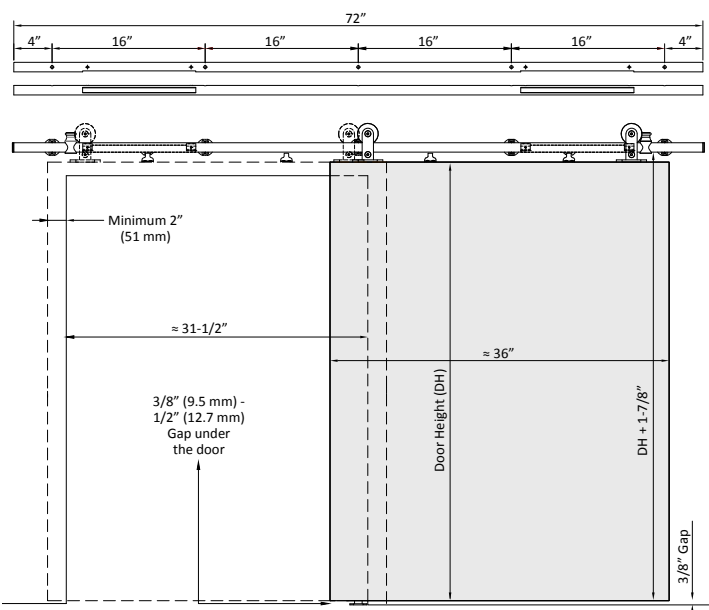 72”
4” 16” 16” 16” 16” 4”
Minimum 2”
(51 mm)
≈ 31-1/2”
≈ 36”
3/8” (9.5 mm) -
1/2” (12.7 mm)
Gap under
the door
Door Height (DH)
DH + 1-7/8”
3/8” Gap